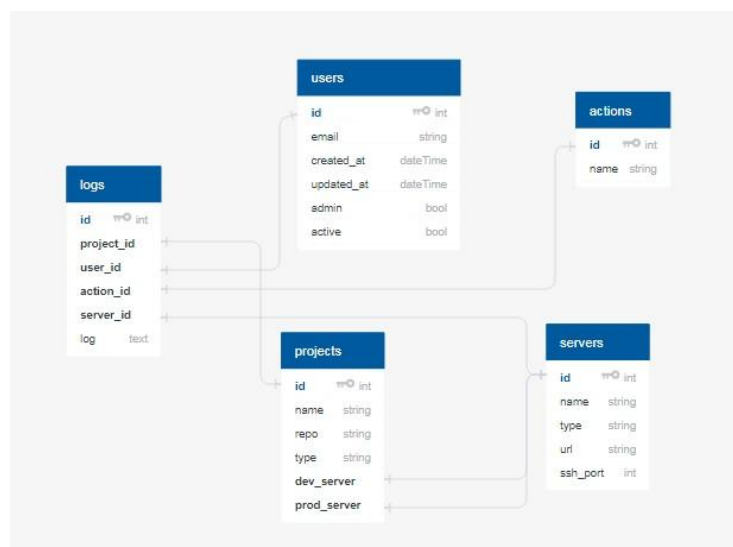 users
id int
email string
created_at dateTime
updated_at dateTime
admin bool
active bool
actions
id int
name string
logs
id int
project_id
user_id
action_id
server_id
log text
projects
id int
name string
repo string
type string
dev_server
prod_server
servers
id int
name string
type string
url string
ssh_port int